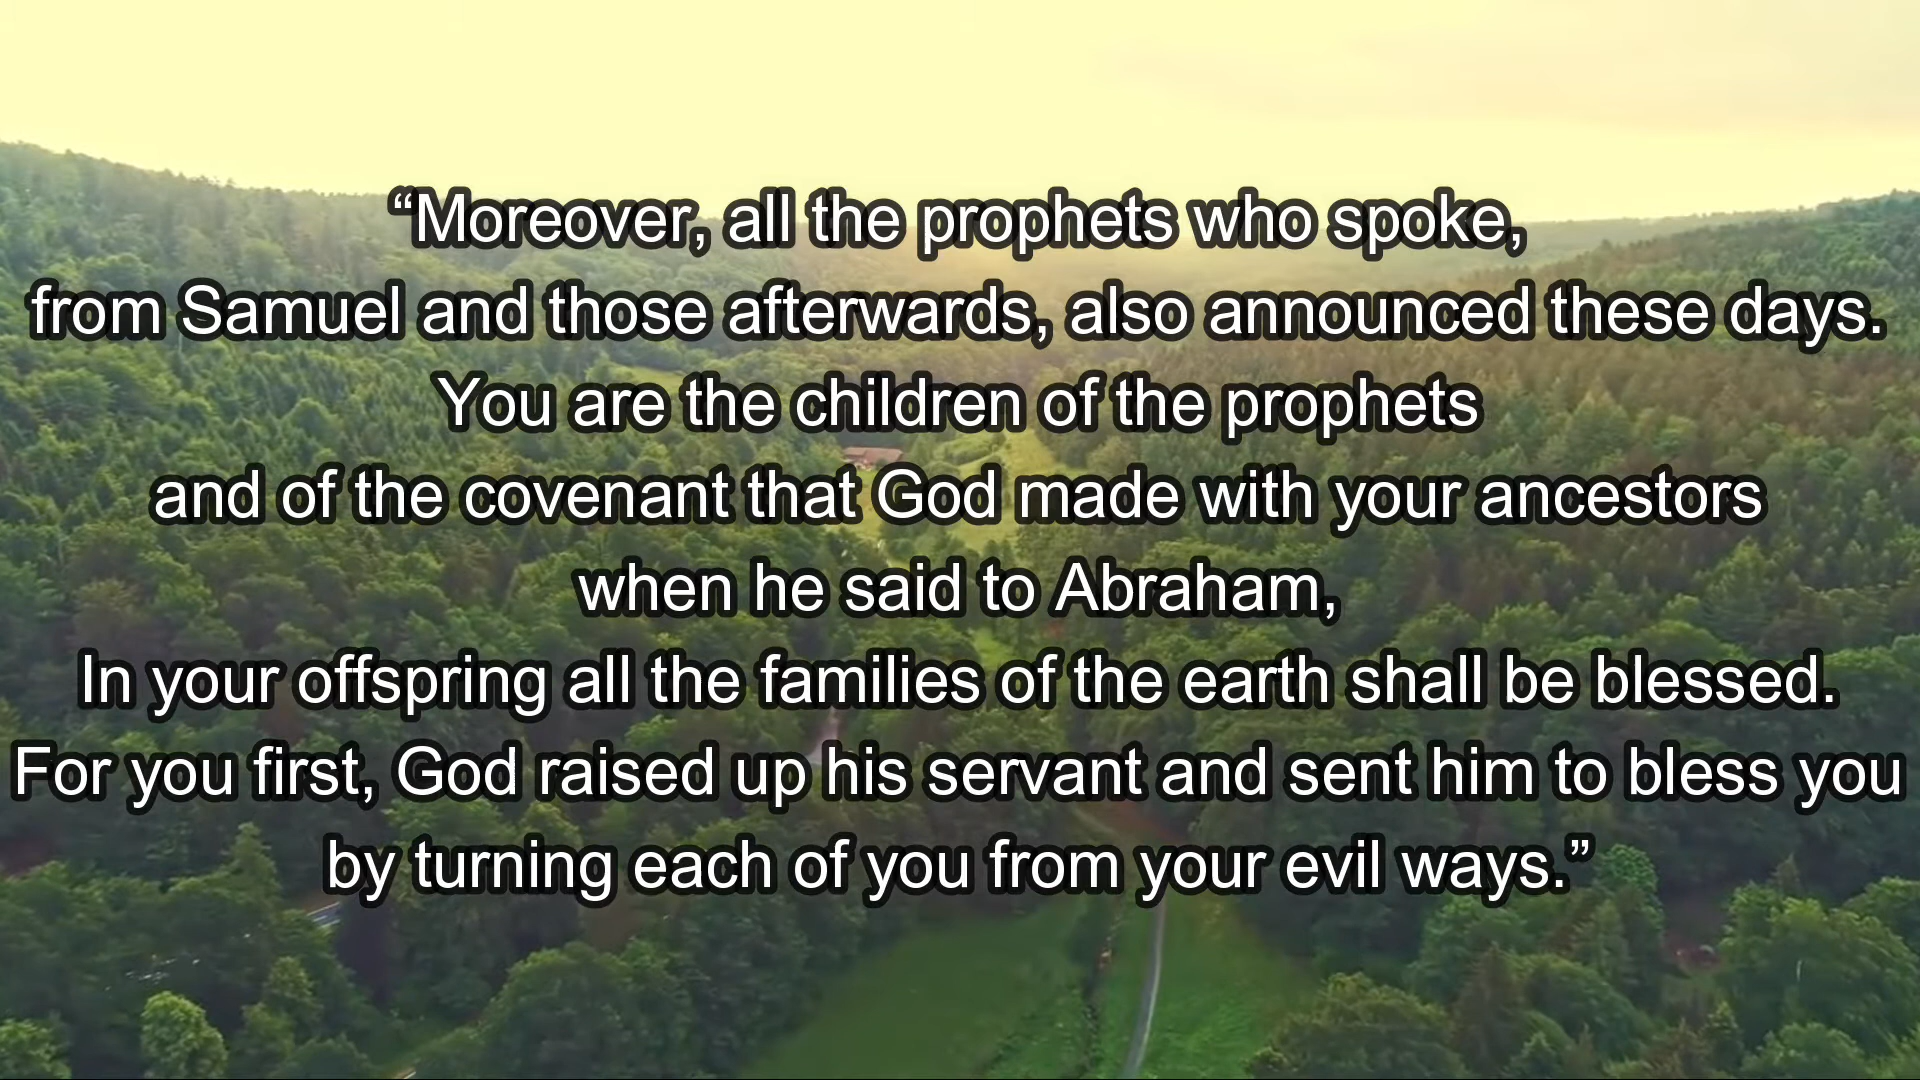 “Moreover, all the prophets who spoke,
from Samuel and those afterwards, also announced these days.
You are the children of the prophets
and of the covenant that God made with your ancestors
when he said to Abraham,
In your offspring all the families of the earth shall be blessed.
For you first, God raised up his servant and sent him to bless you
by turning each of you from your evil ways.”